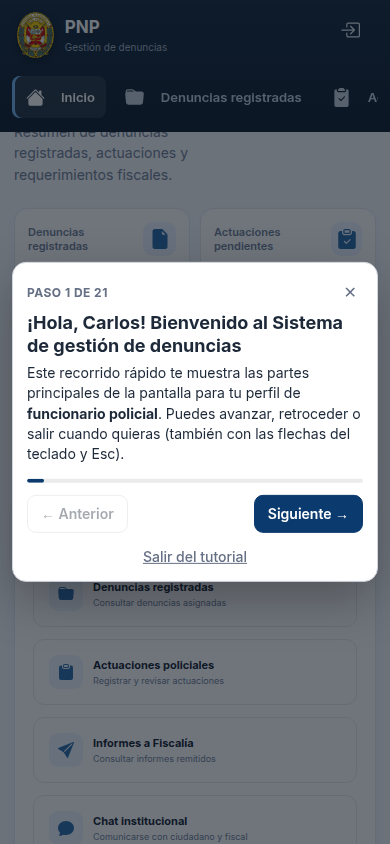 PNP
Gestión de denuncias
Inicio
Denuncias registradas
A
Resumen de denuncias
registradas, actuaciones y
requerimientos fiscales.
Denuncias
registradas
Actuaciones
pendientes
PASO 1 DE 21
✕
¡Hola, Carlos! Bienvenido al Sistema
de gestión de denuncias
Este recorrido rápido te muestra las partes
principales de la pantalla para tu perfil de
funcionario policial. Puedes avanzar, retroceder o
salir cuando quieras (también con las flechas del
teclado y Esc).
← Anterior
Siguiente →
Salir del tutorial
Denuncias registradas
Consultar denuncias asignadas
Actuaciones policiales
Registrar y revisar actuaciones
Informes a Fiscalía
Consultar informes remitidos
Chat institucional
Comunicarse con ciudadano y fiscal